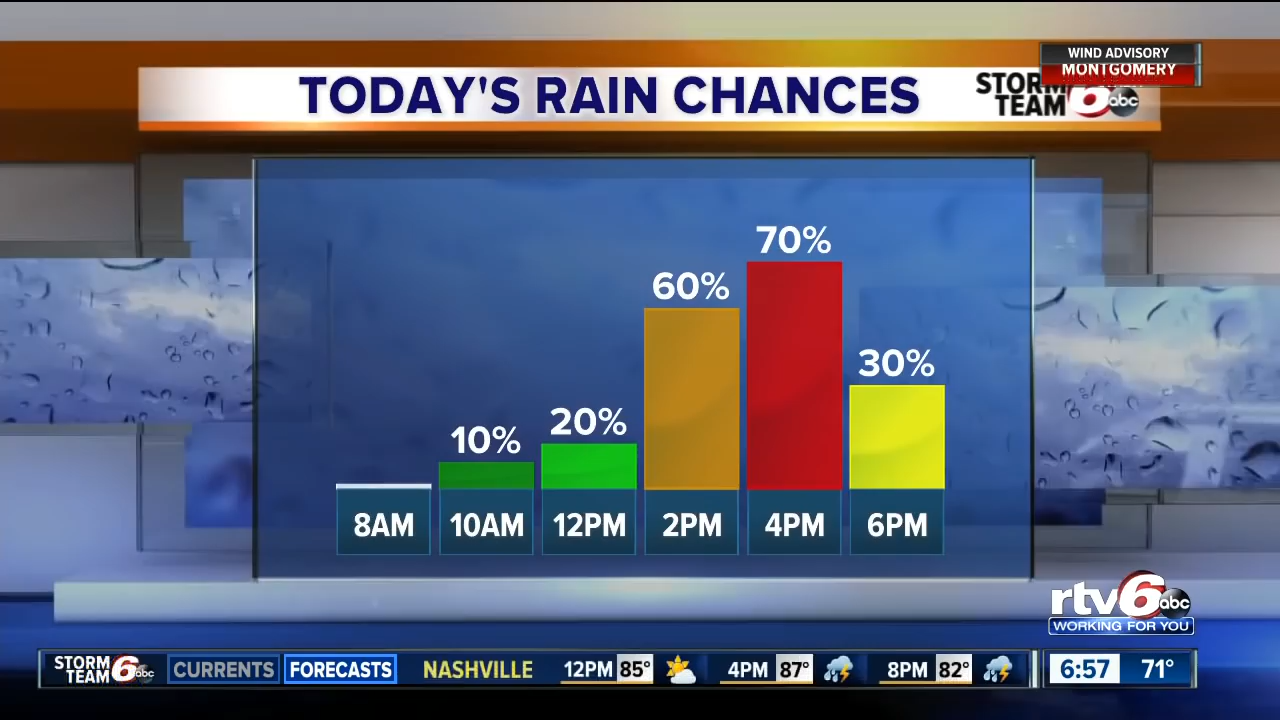 WIND ADVISORY
MONTGOMERY
TODAY'S RAIN CHANCES
STORM
TEAM 6 abc
70%
60%
30%
20%
10%
8AM 10AM 12PM 2PM 4PM 6PM
rtv6 abc
WORKING FOR YOU
STORM
TEAM 6 abc CURRENTS FORECASTS NASHVILLE 12PM 85° 4PM 87° 8PM 82° 6:57 71°